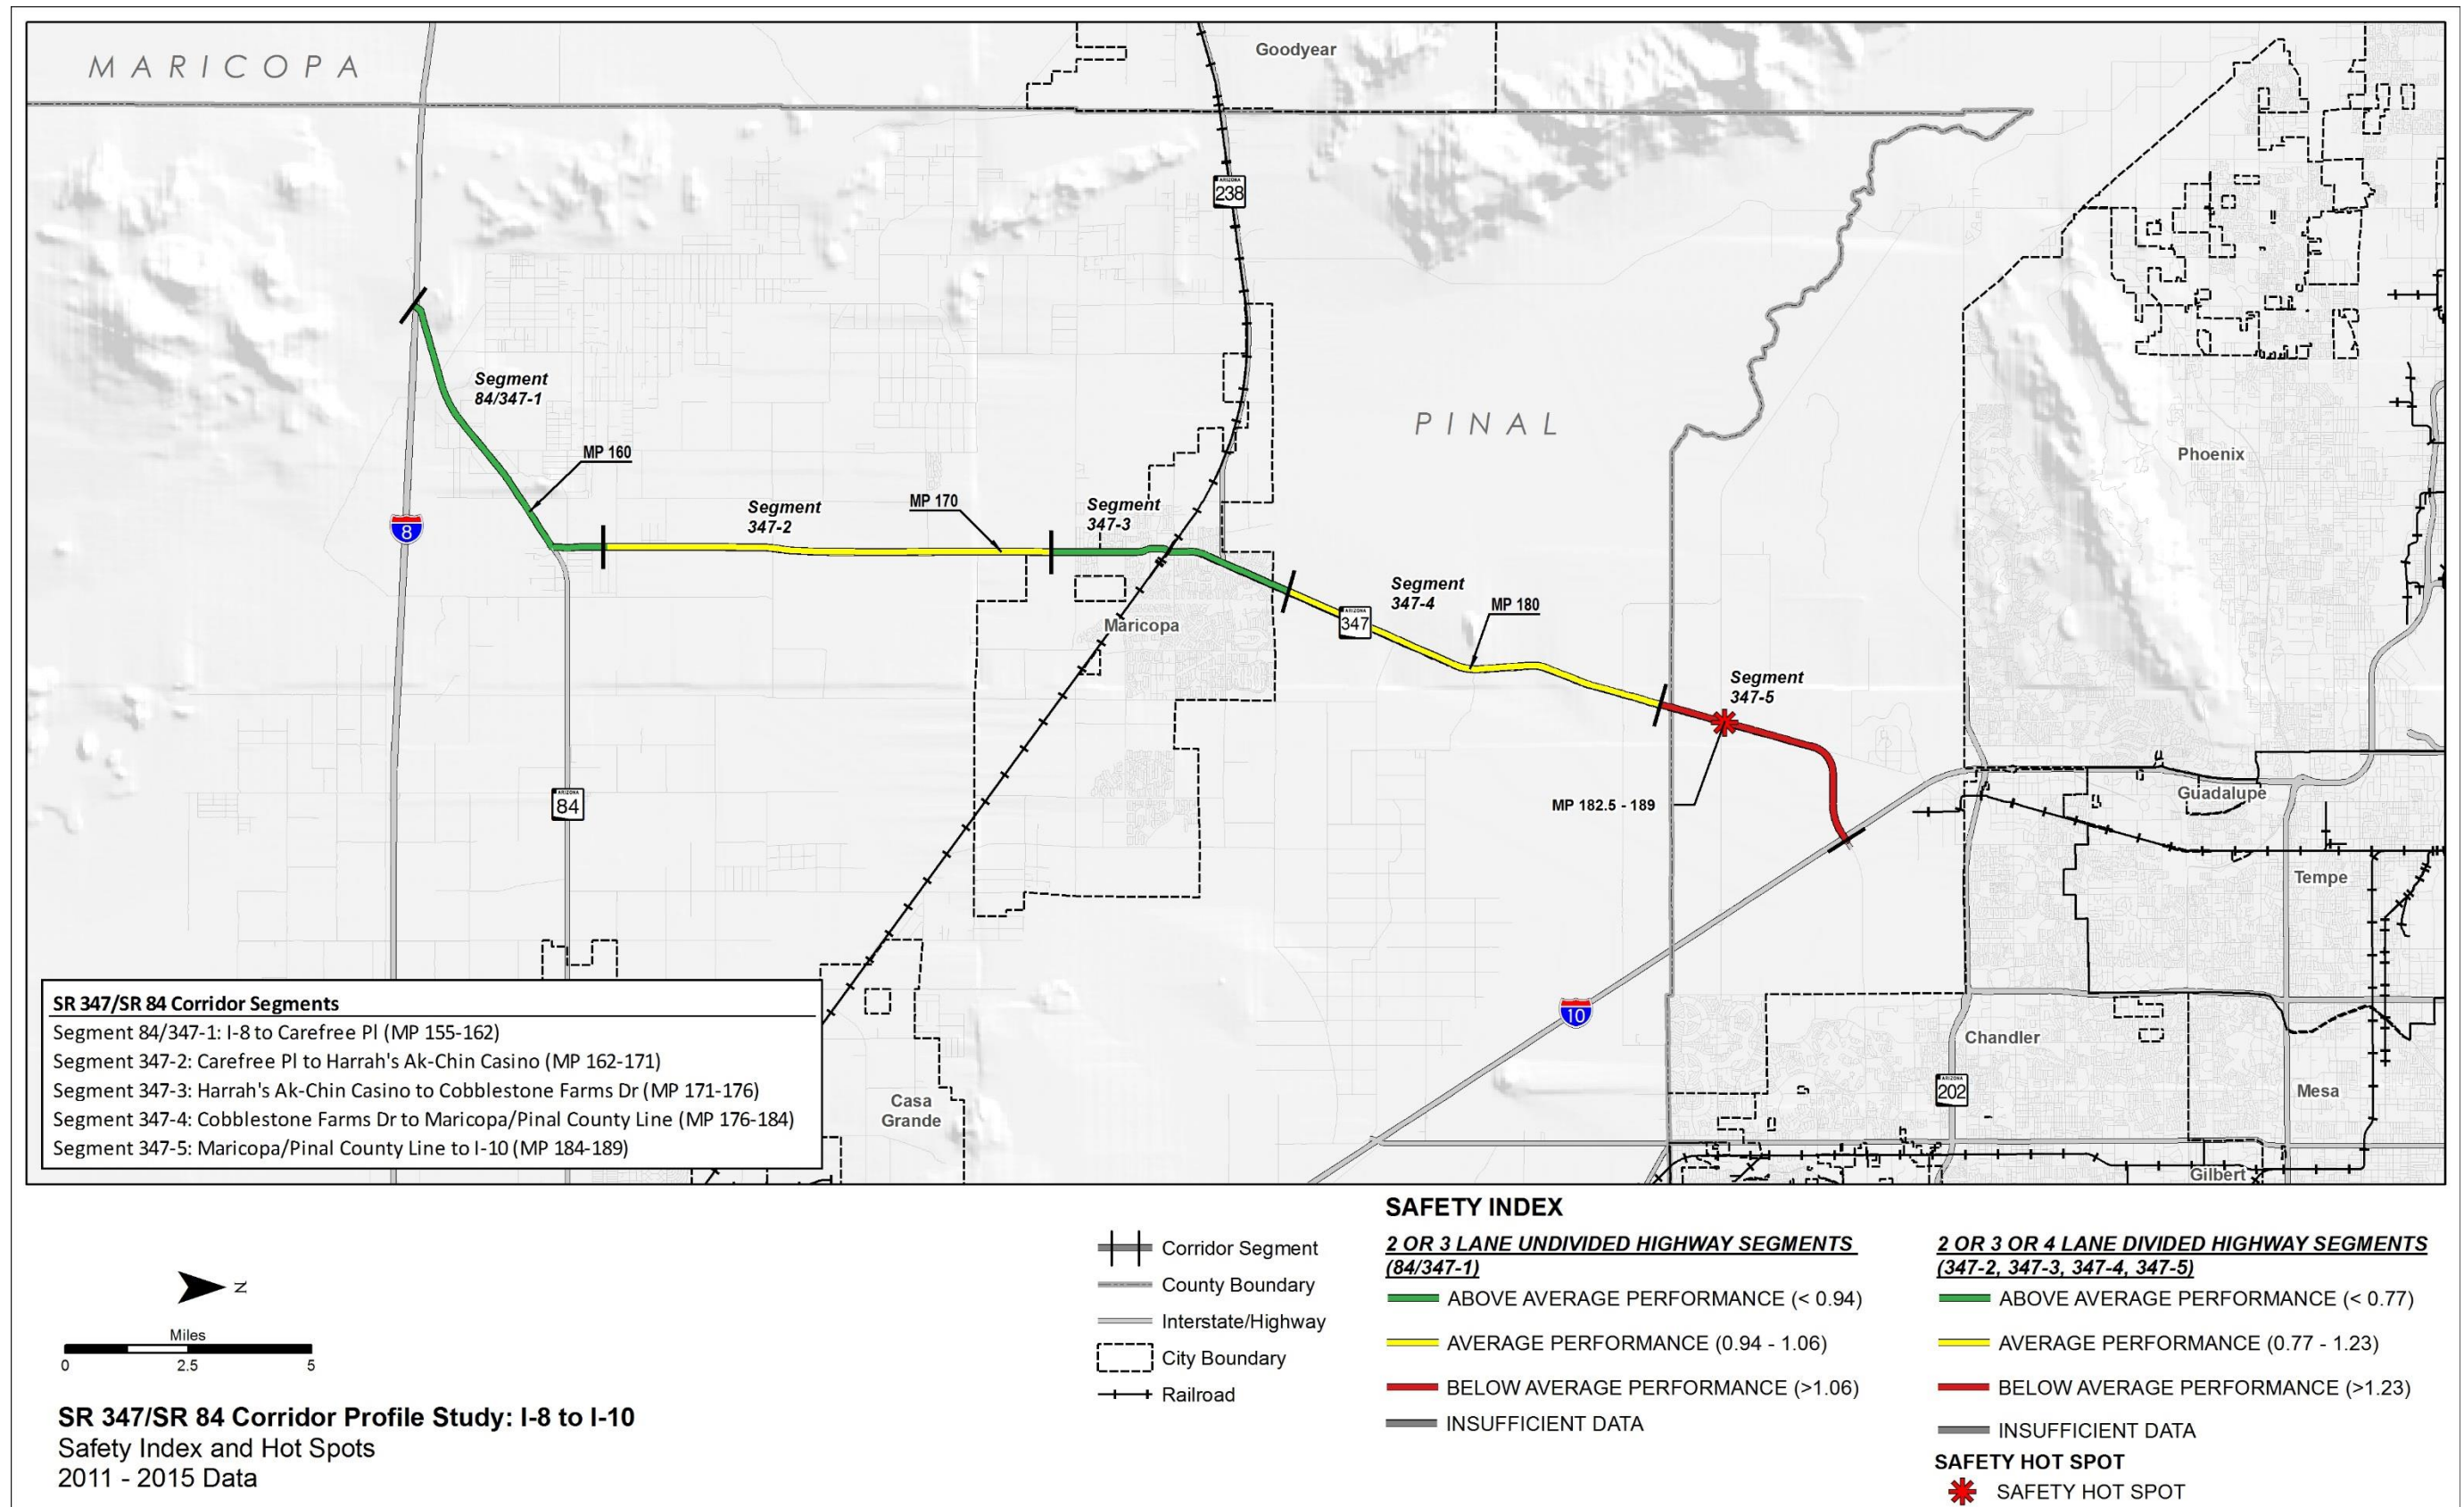 MARICOPA
Goodyear
ARIZONA
238
Segment
84/347-1
MP 160
PINAL
Phoenix
8
Segment
347-2
MP 170
Segment
347-3
Segment
347-4
MP 180
ARIZONA
347
Maricopa
Segment
347-5
MP 182.5 - 189
ARIZONA
84
Guadalupe
Tempe
10
Chandler
ARIZONA
202
Mesa
Casa
Grande
Gilbert
SR 347/SR 84 Corridor Segments
Segment 84/347-1: I-8 to Carefree Pl (MP 155-162)
Segment 347-2: Carefree Pl to Harrah's Ak-Chin Casino (MP 162-171)
Segment 347-3: Harrah's Ak-Chin Casino to Cobblestone Farms Dr (MP 171-176)
Segment 347-4: Cobblestone Farms Dr to Maricopa/Pinal County Line (MP 176-184)
Segment 347-5: Maricopa/Pinal County Line to I-10 (MP 184-189)
N
Miles
0 2.5 5
SR 347/SR 84 Corridor Profile Study: I-8 to I-10
Safety Index and Hot Spots
2011 - 2015 Data
Corridor Segment
County Boundary
Interstate/Highway
City Boundary
Railroad
SAFETY INDEX
2 OR 3 LANE UNDIVIDED HIGHWAY SEGMENTS
(84/347-1)
ABOVE AVERAGE PERFORMANCE (< 0.94)
AVERAGE PERFORMANCE (0.94 - 1.06)
BELOW AVERAGE PERFORMANCE (>1.06)
INSUFFICIENT DATA
2 OR 3 OR 4 LANE DIVIDED HIGHWAY SEGMENTS
(347-2, 347-3, 347-4, 347-5)
ABOVE AVERAGE PERFORMANCE (< 0.77)
AVERAGE PERFORMANCE (0.77 - 1.23)
BELOW AVERAGE PERFORMANCE (>1.23)
INSUFFICIENT DATA
SAFETY HOT SPOT
SAFETY HOT SPOT